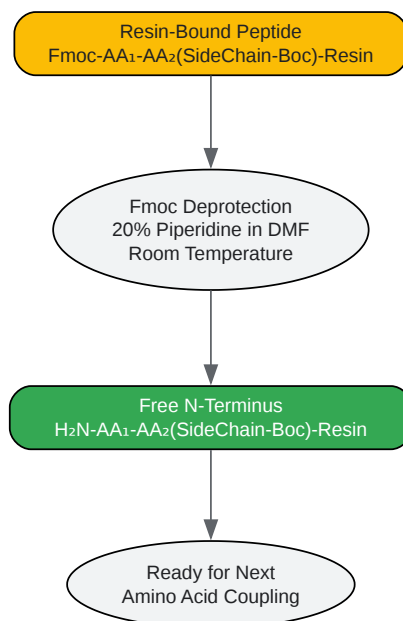 Resin-Bound Peptide
Fmoc-AA₁-AA₂(SideChain-Boc)-Resin
Fmoc Deprotection
20% Piperidine in DMF
Room Temperature
Free N-Terminus
H₂N-AA₁-AA₂(SideChain-Boc)-Resin
Ready for Next
Amino Acid Coupling